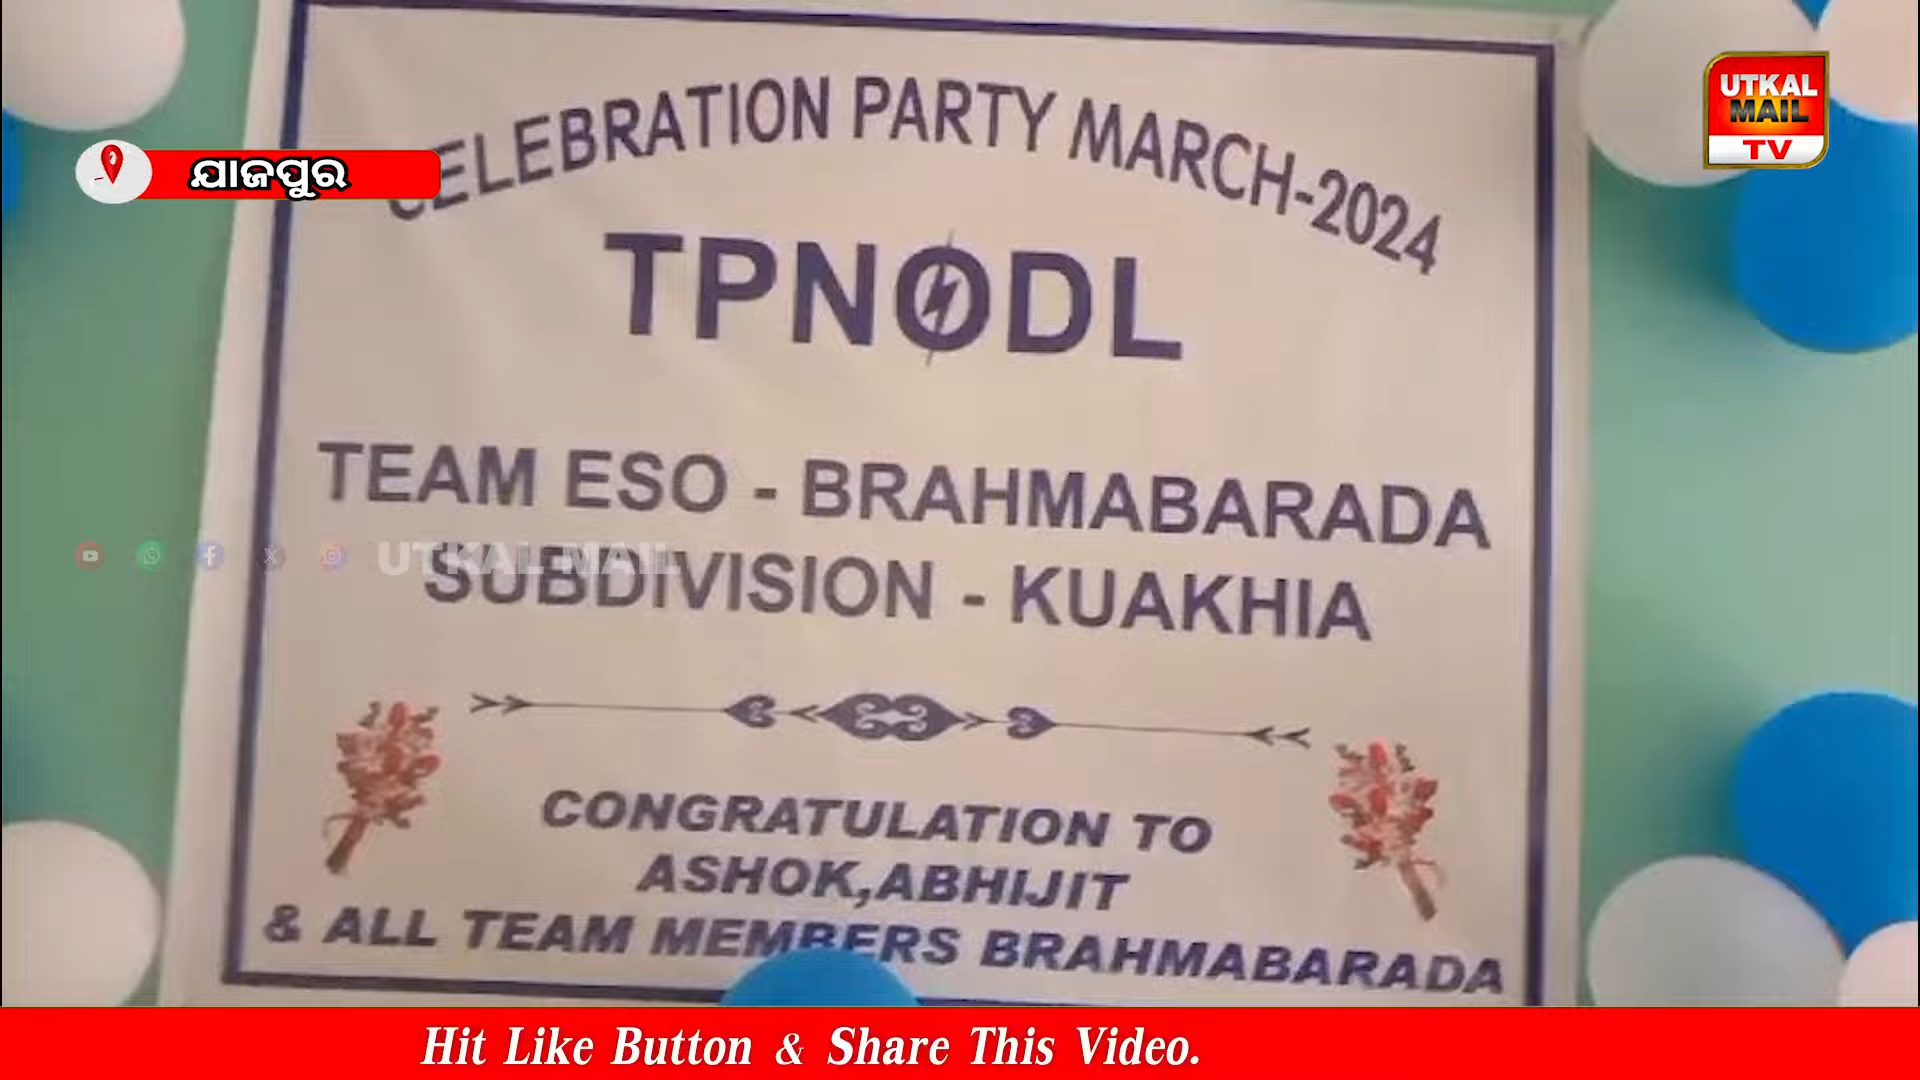 CELEBRATION PARTY MARCH-2024
UTKAL
MAIL
TV
ଯାଜପୁର
TPNODL
TEAM ESO - BRAHMABARADA
UTKAL MAIL
SUBDIVISION - KUAKHIA
CONGRATULATION TO
ASHOK,ABHIJIT
& ALL TEAM MEMBERS BRAHMABARADA
Hit Like Button & Share This Video.